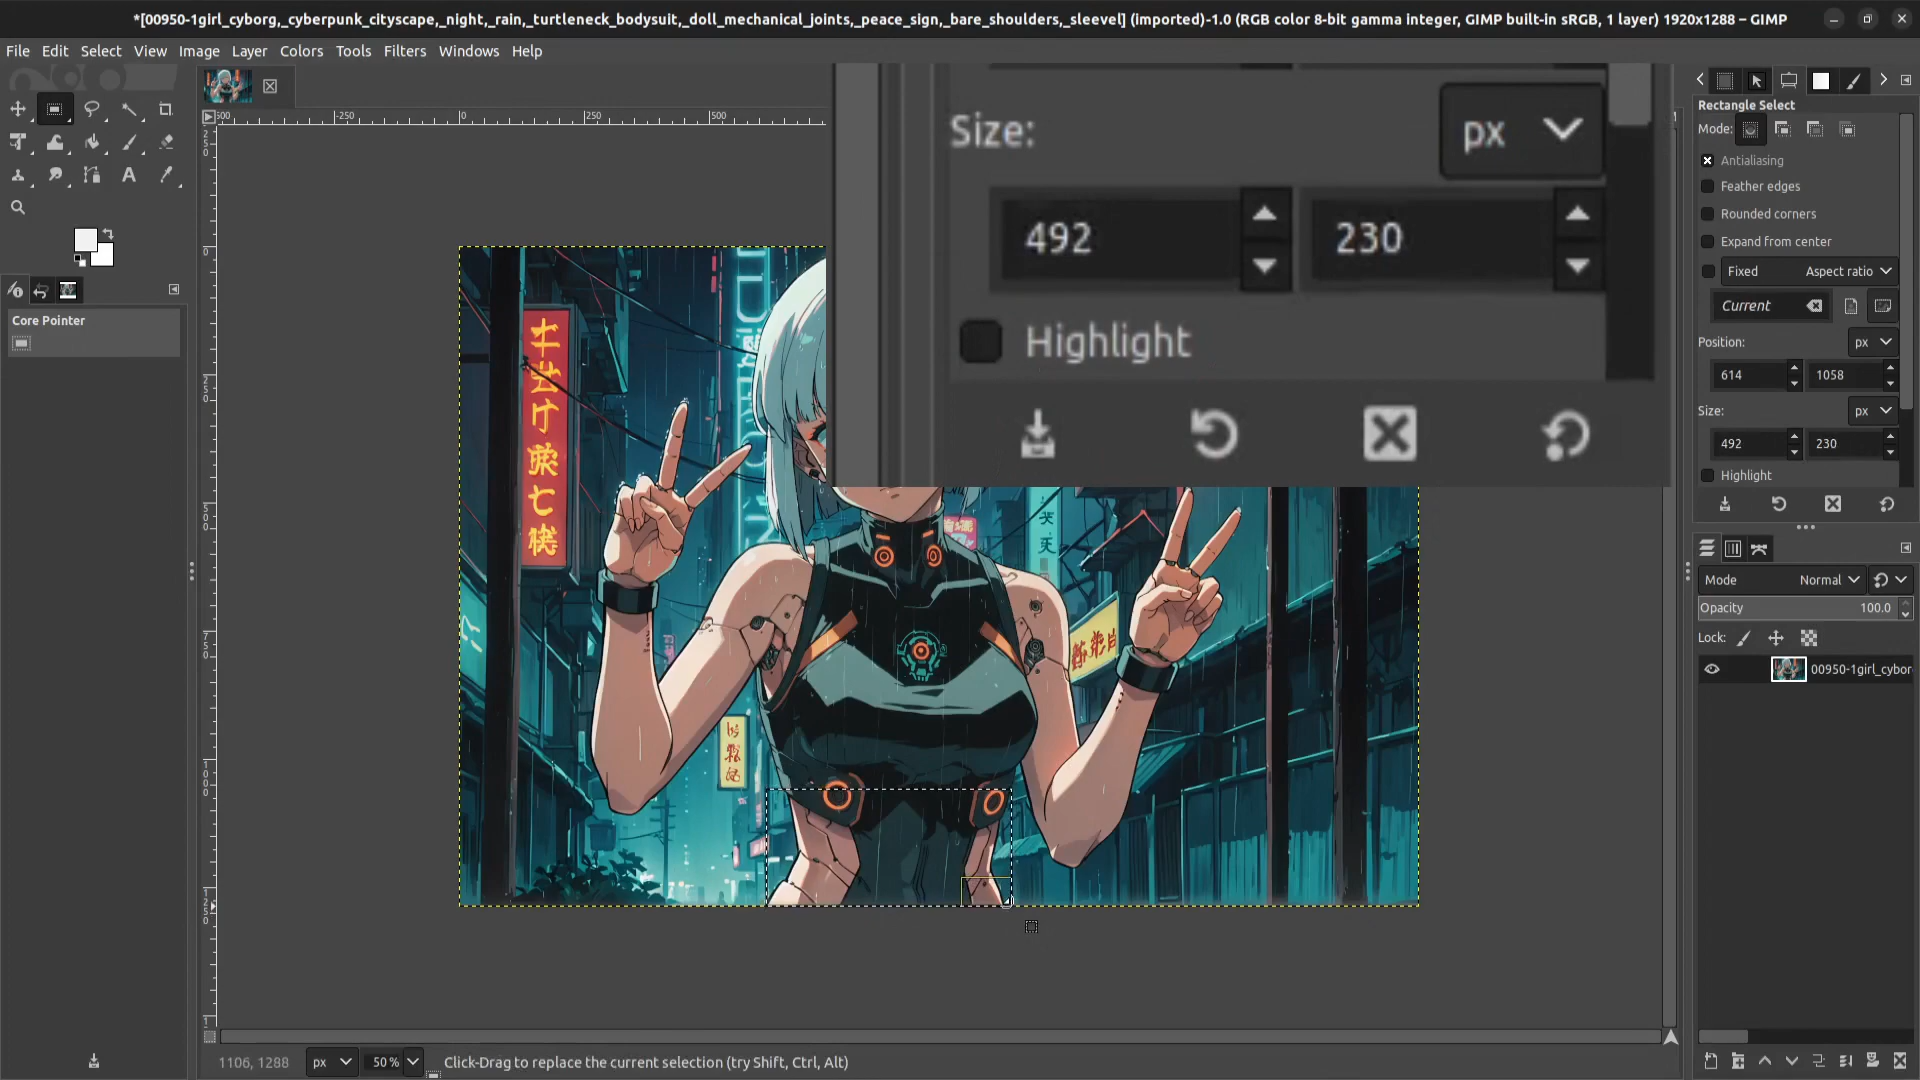 *[00950-1girl_cyborg,_cyberpunk_cityscape,_night,_rain,_turtleneck_bodysuit,_doll_mechanical_joints,_peace_sign,_bare_shoulders,_sleevel] (imported)-1.0 (RGB color 8-bit gamma integer, GIMP built-in sRGB, 1 layer) 1920x1288 – GIMP
File Edit Select View Image Layer Colors Tools Filters Windows Help
-250 0 250 500
Core Pointer
Size:
px
492 230
Highlight
Rectangle Select
Mode:
Antialiasing
Feather edges
Rounded corners
Expand from center
Fixed Aspect ratio
Current
Position:
px
614 1058
Size:
px
492 230
Highlight
Mode Normal
Opacity 100.0
Lock:
00950-1girl_cybor
1106, 1288 px 50 % Click-Drag to replace the current selection (try Shift, Ctrl, Alt)